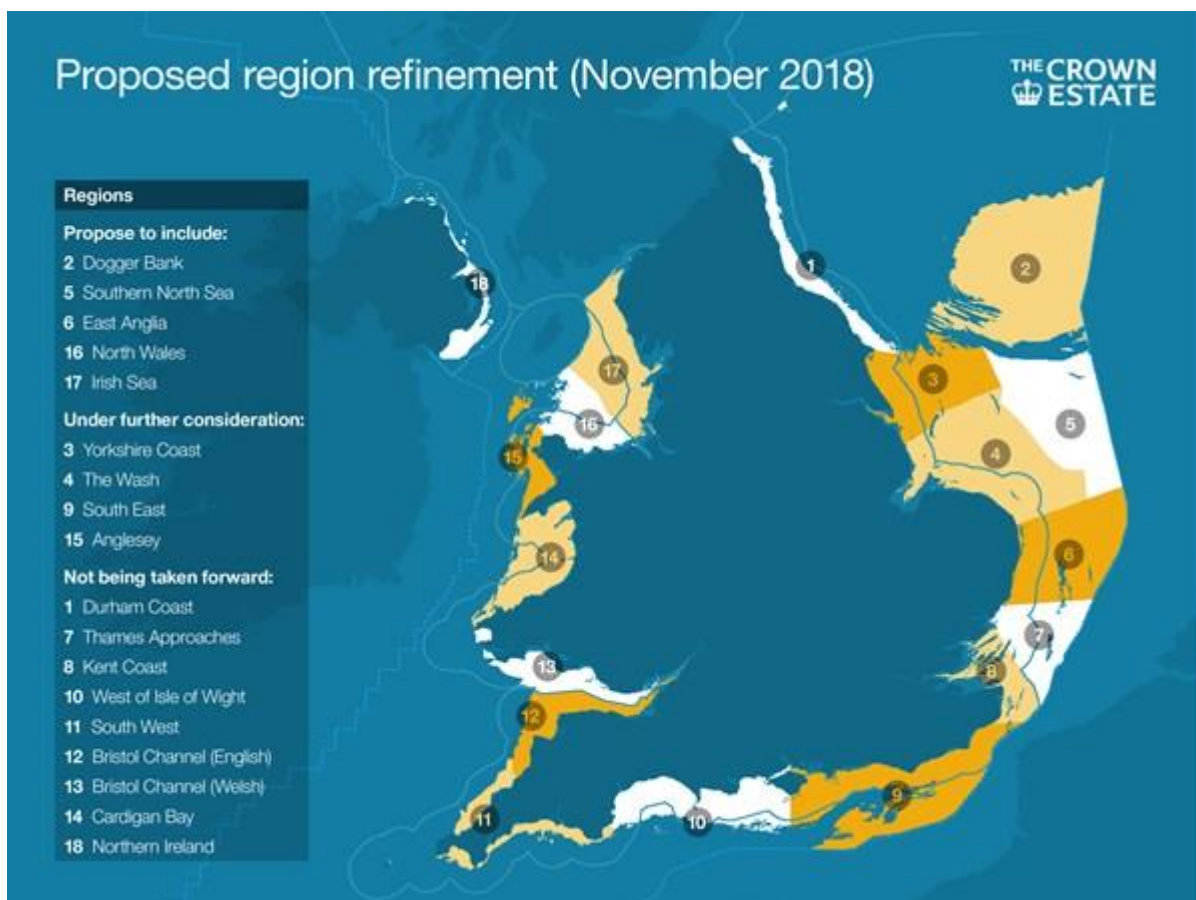 Proposed region refinement (November 2018)
THE CROWN
ESTATE
Regions
Propose to include:
2 Dogger Bank
5 Southern North Sea
6 East Anglia
16 North Wales
17 Irish Sea
Under further consideration:
3 Yorkshire Coast
4 The Wash
9 South East
15 Anglesey
Not being taken forward:
1 Durham Coast
7 Thames Approaches
8 Kent Coast
10 West of Isle of Wight
11 South West
12 Bristol Channel (English)
13 Bristol Channel (Welsh)
14 Cardigan Bay
18 Northern Ireland
1
2
18
17
3
16
5
4
15
14
6
7
13
8
12
9
11
10